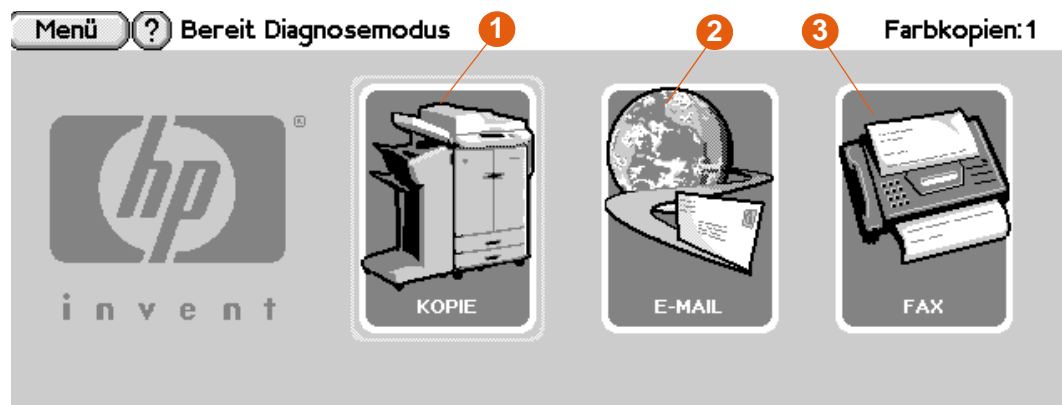 Menü ? Bereit Diagnosemodus 1 2 3 Farbkopien:1
hp ®
invent
KOPIE E-MAIL FAX